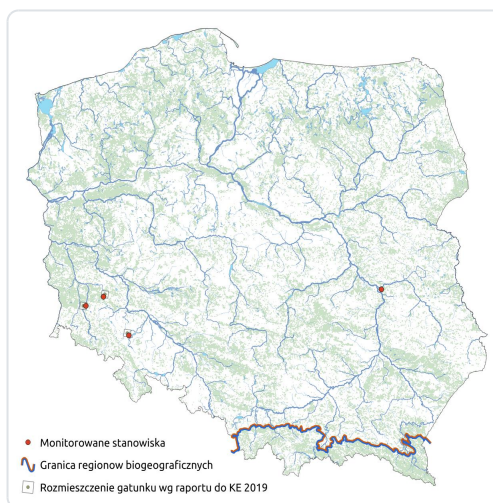 Monitorowane stanowiska
Granica regionow biogeograficznych
Rozmieszczenie gatunku wg raportu do KE 2019